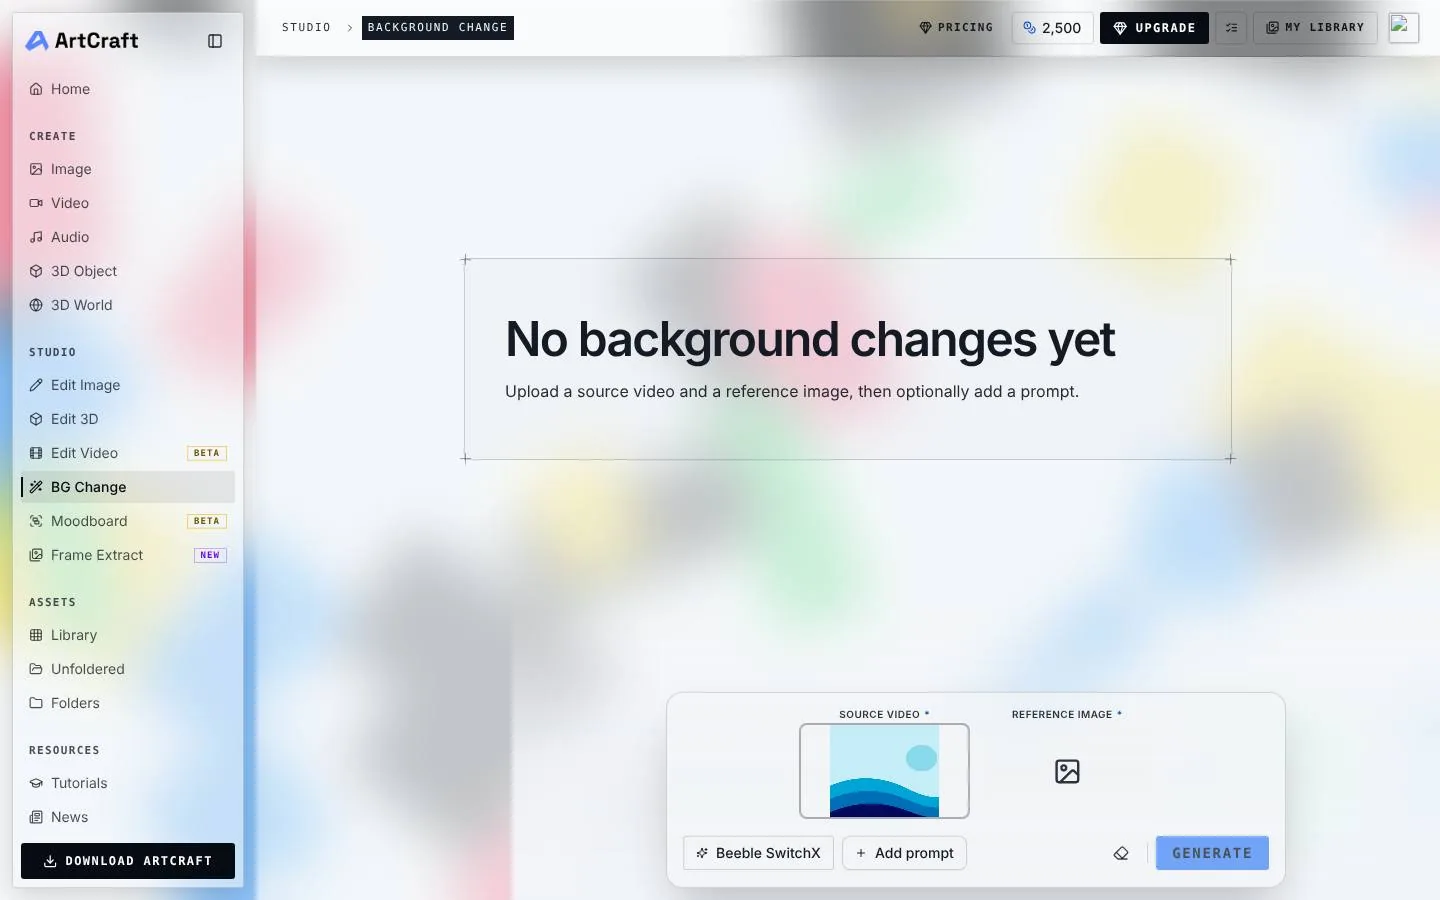 ArtCraft
Home
CREATE
Image
Video
Audio
3D Object
3D World
STUDIO
Edit Image
Edit 3D
Edit Video BETA
BG Change
Moodboard BETA
Frame Extract NEW
ASSETS
Library
Unfoldered
Folders
RESOURCES
Tutorials
News
DOWNLOAD ARTCRAFT
STUDIO > BACKGROUND CHANGE
PRICING 2,500 UPGRADE MY LIBRARY
No background changes yet
Upload a source video and a reference image, then optionally add a prompt.
SOURCE VIDEO * REFERENCE IMAGE *
Beeble SwitchX + Add prompt GENERATE